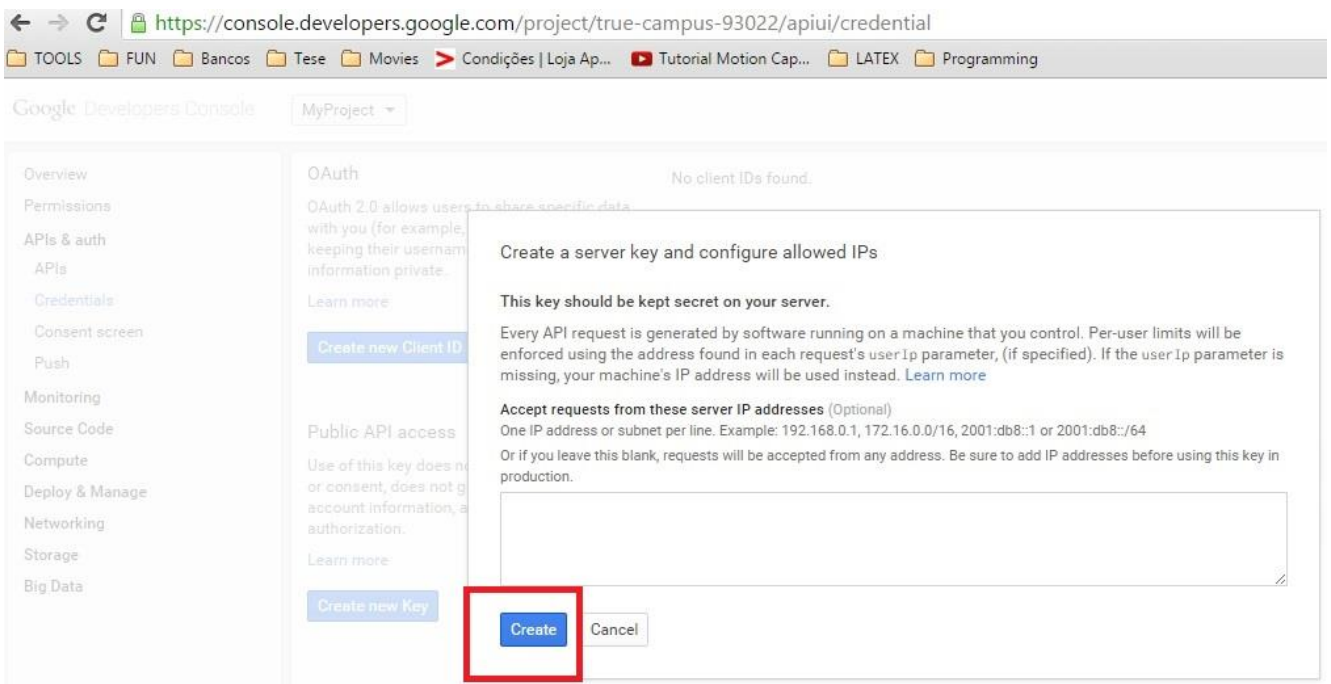 https://console.developers.google.com/project/true-campus-93022/apiui/credential
TOOLS FUN Bancos Tese Movies Condições | Loja Ap... Tutorial Motion Cap... LATEX Programming
Google Developers Console MyProject
Overview
Permissions
APIs & auth
APIs
Credentials
Consent screen
Push
Monitoring
Source Code
Compute
Deploy & Manage
Networking
Storage
Big Data
OAuth
No client IDs found.
OAuth 2.0 allows users to share specific data
with you (for example,
keeping their usernam
information private.
Learn more
Create new Client ID
Public API access
Use of this key does n
or consent, does not g
account information, a
authorization.
Learn more
Create new Key
Create a server key and configure allowed IPs
This key should be kept secret on your server.
Every API request is generated by software running on a machine that you control. Per-user limits will be
enforced using the address found in each request's userIp parameter, (if specified). If the userIp parameter is
missing, your machine's IP address will be used instead. Learn more
Accept requests from these server IP addresses (Optional)
One IP address or subnet per line. Example: 192.168.0.1, 172.16.0.0/16, 2001:db8::1 or 2001:db8::/64
Or if you leave this blank, requests will be accepted from any address. Be sure to add IP addresses before using this key in
production.
Create Cancel